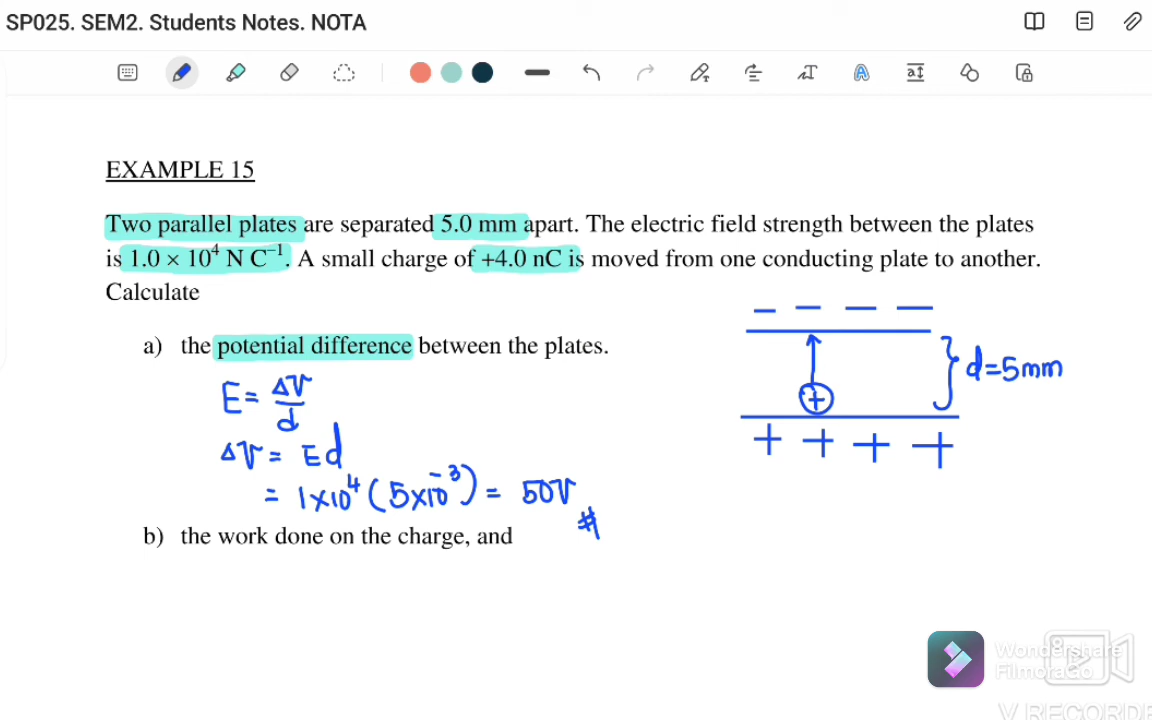 SP025. SEM2. Students Notes. NOTA
EXAMPLE 15
Two parallel plates are separated 5.0 mm apart. The electric field strength between the plates
is 1.0 × 10⁴ N C⁻¹. A small charge of +4.0 nC is moved from one conducting plate to another.
Calculate
a) the potential difference between the plates.
E = ΔV/d
ΔV = Ed
= 1×10⁴ (5×10⁻³) = 50V #
− − − −
+
d=5mm
+ + + +
b) the work done on the charge, and
Wondershare
FilmoraGo
V RECORDE